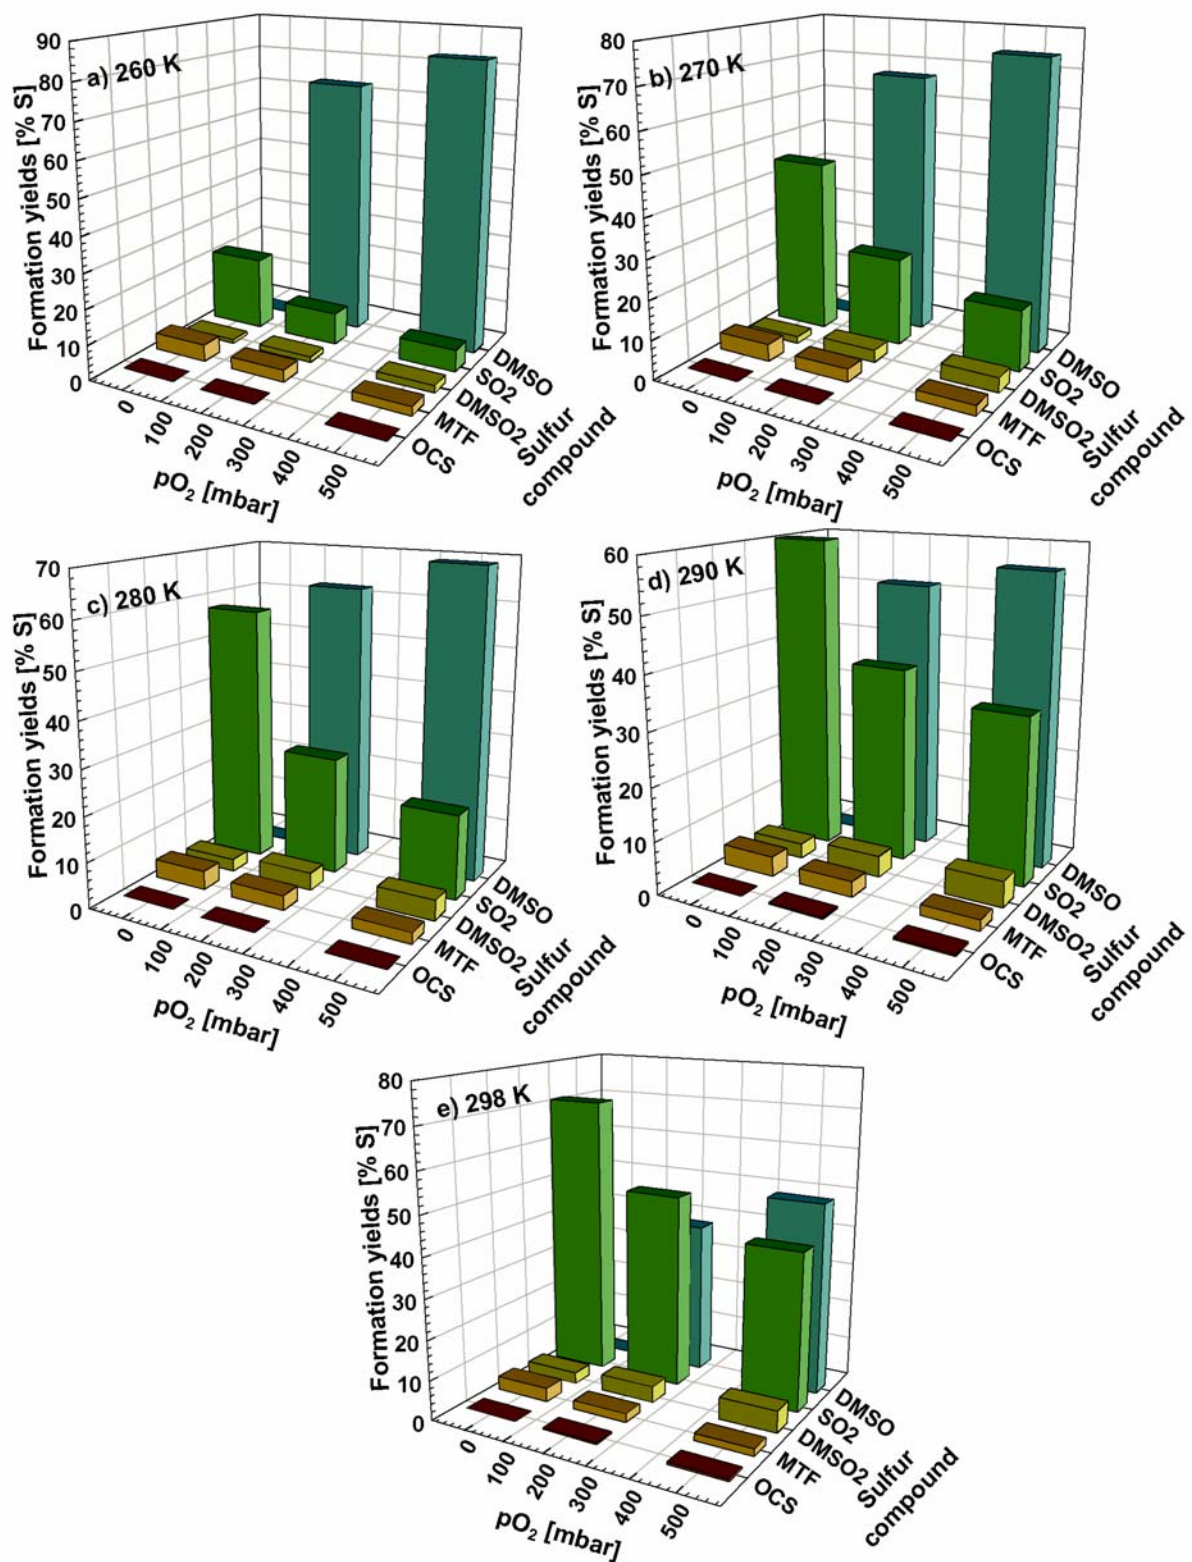 a) 260 K
Formation yields [% S]
90
80
70
60
50
40
30
20
10
0
0
100
200
300
400
500
pO2 [mbar]
DMSO
SO2
DMSO2
MTF
OCS
Sulfur
compound
b) 270 K
Formation yields [% S]
80
70
60
50
40
30
20
10
0
0
100
200
300
400
500
pO2 [mbar]
DMSO
SO2
DMSO2
MTF
OCS
Sulfur
compound
c) 280 K
Formation yields [% S]
70
60
50
40
30
20
10
0
0
100
200
300
400
500
pO2 [mbar]
DMSO
SO2
DMSO2
MTF
OCS
Sulfur
compound
d) 290 K
Formation yields [% S]
60
50
40
30
20
10
0
0
100
200
300
400
500
pO2 [mbar]
DMSO
SO2
DMSO2
MTF
OCS
Sulfur
compound
e) 298 K
Formation yields [% S]
80
70
60
50
40
30
20
10
0
0
100
200
300
400
500
pO2 [mbar]
DMSO
SO2
DMSO2
MTF
OCS
Sulfur
compound